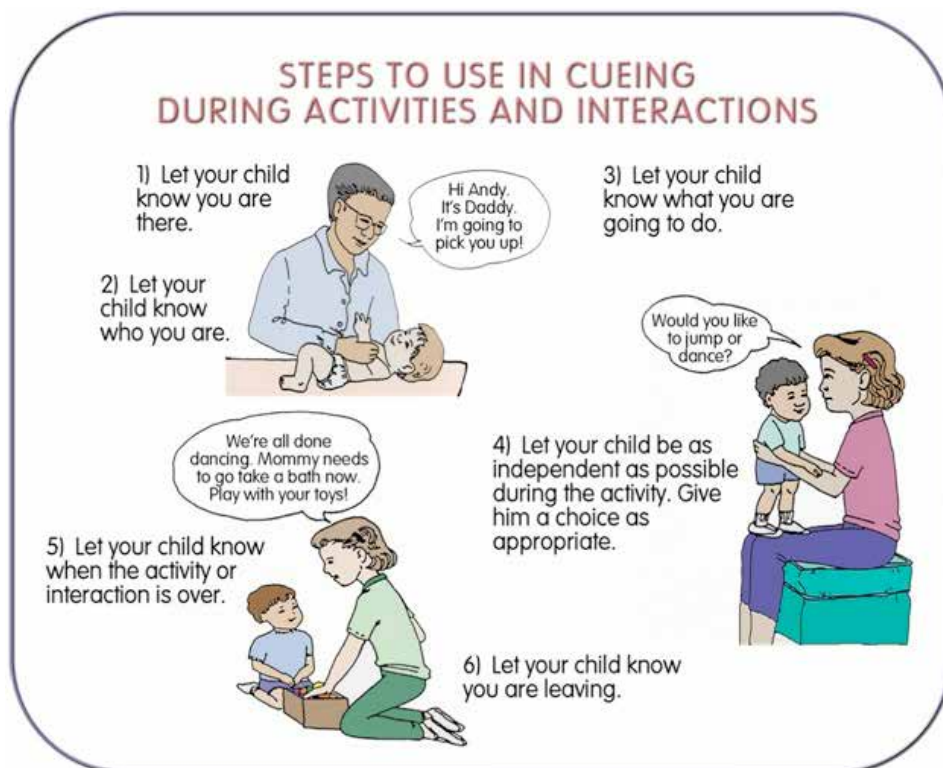 STEPS TO USE IN CUEING
DURING ACTIVITIES AND INTERACTIONS
1) Let your child
know you are
there.
Hi Andy.
It's Daddy.
I'm going to
pick you up!
2) Let your
child know
who you are.
3) Let your child
know what you are
going to do.
Would you like
to jump or
dance?
4) Let your child be as
independent as possible
during the activity. Give
him a choice as
appropriate.
We're all done
dancing. Mommy needs
to go take a bath now.
Play with your toys!
5) Let your child know
when the activity or
interaction is over.
6) Let your child know
you are leaving.